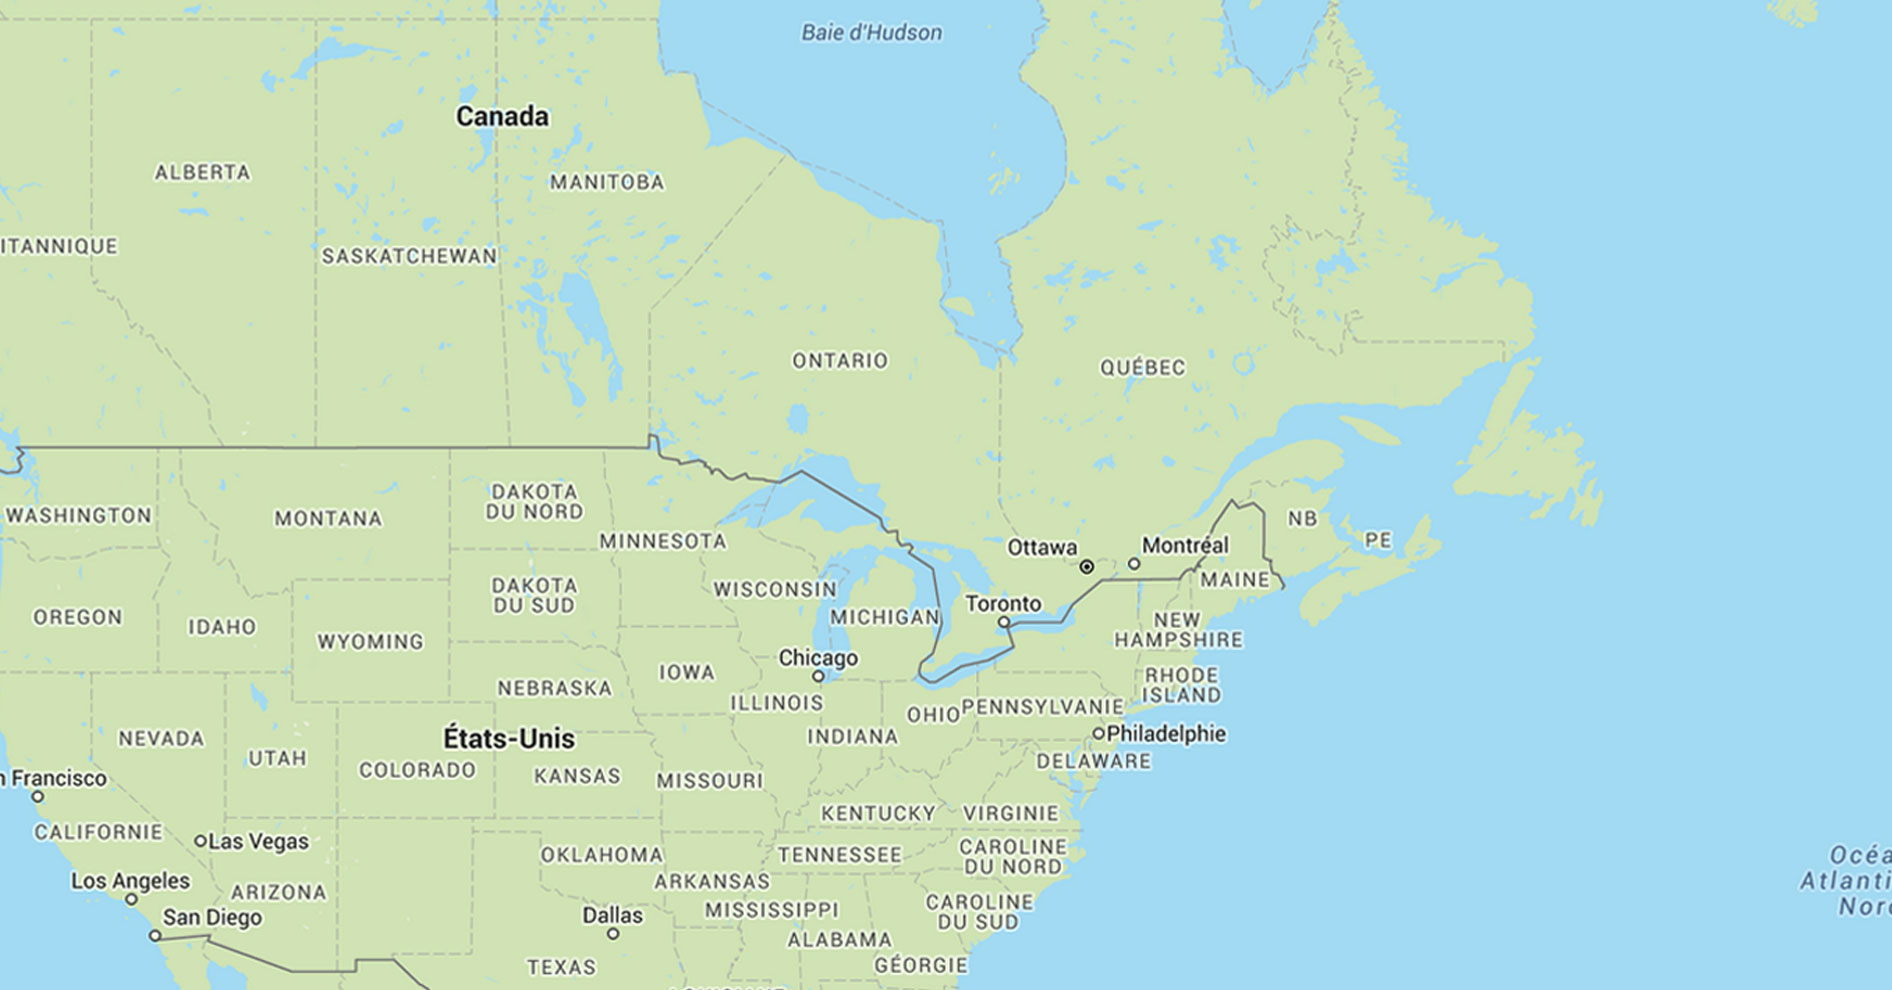 Baie d'Hudson
Canada
ALBERTA
MANITOBA
ITANNIQUE
SASKATCHEWAN
ONTARIO
QUÉBEC
WASHINGTON
MONTANA
DAKOTA
DU NORD
MINNESOTA
NB
PE
Ottawa
Montréal
MAINE
DAKOTA
DU SUD
WISCONSIN
MICHIGAN
Toronto
OREGON
IDAHO
WYOMING
NEW
HAMPSHIRE
Chicago
IOWA
NEBRASKA
ILLINOIS
RHODE
ISLAND
OHIO
PENNSYLVANIE
NEVADA
États-Unis
INDIANA
Philadelphie
UTAH
COLORADO
KANSAS
MISSOURI
DELAWARE
n Francisco
KENTUCKY
VIRGINIE
CALIFORNIE
Las Vegas
OKLAHOMA
TENNESSEE
CAROLINE
DU NORD
Océa
Atlanti
Nord
Los Angeles
ARIZONA
ARKANSAS
San Diego
Dallas
MISSISSIPPI
CAROLINE
DU SUD
ALABAMA
TEXAS
GÉORGIE